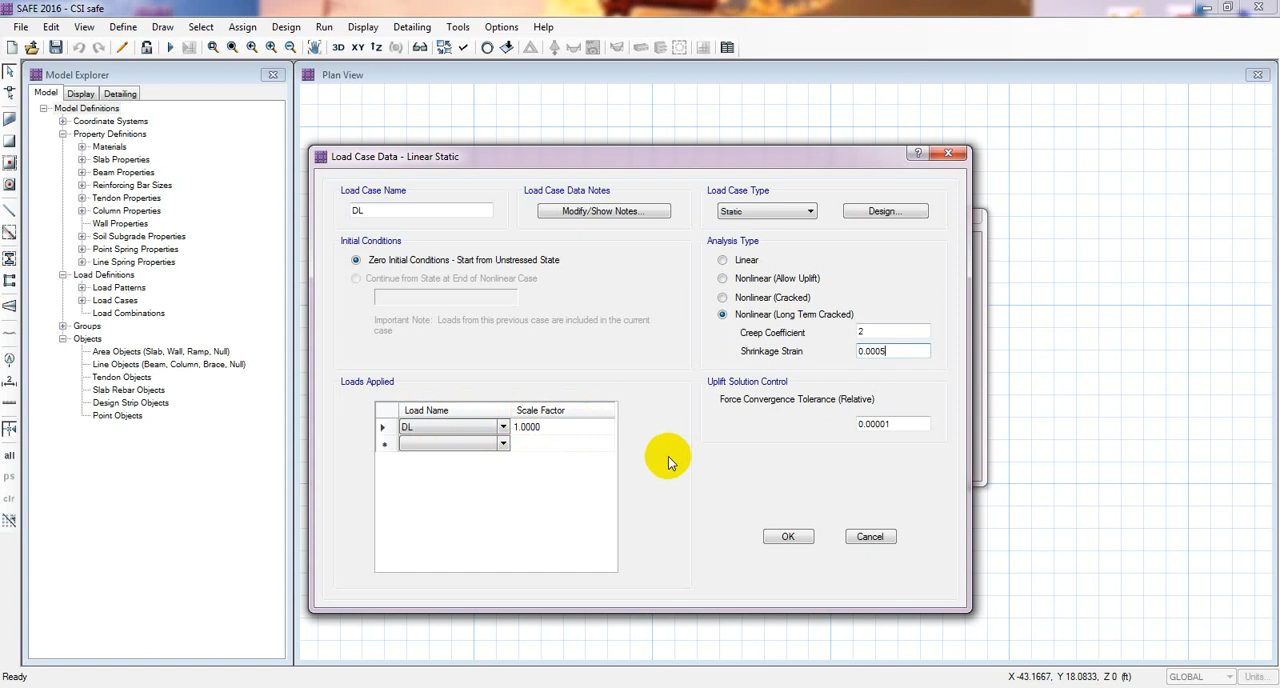 SAFE 2016 - CSI safe
File Edit View Define Draw Select Assign Design Run Display Detailing Tools Options Help
3D XY
Model Explorer
Plan View
Model Display Detailing
Model Definitions
Coordinate Systems
Property Definitions
Materials
Slab Properties
Beam Properties
Reinforcing Bar Sizes
Tendon Properties
Column Properties
Wall Properties
Soil Subgrade Properties
Point Spring Properties
Line Spring Properties
Load Definitions
Load Patterns
Load Cases
Load Combinations
Groups
Objects
Area Objects (Slab, Wall, Ramp, Null)
Line Objects (Beam, Column, Brace, Null)
Tendon Objects
Slab Rebar Objects
Design Strip Objects
Point Objects
all
ps
clr
Load Case Data - Linear Static
Load Case Name
DL
Load Case Data Notes
Modify/Show Notes...
Load Case Type
Static
Design...
Initial Conditions
Zero Initial Conditions - Start from Unstressed State
Continue from State at End of Nonlinear Case
Important Note: Loads from this previous case are included in the current
case
Analysis Type
Linear
Nonlinear (Allow Uplift)
Nonlinear (Cracked)
Nonlinear (Long Term Cracked)
Creep Coefficient 2
Shrinkage Strain 0.0005
Loads Applied
Load Name Scale Factor
DL 1.0000
Uplift Solution Control
Force Convergence Tolerance (Relative)
0.00001
OK Cancel
Ready
X -43.1667, Y 18.0833, Z 0 (ft)
GLOBAL
Units...